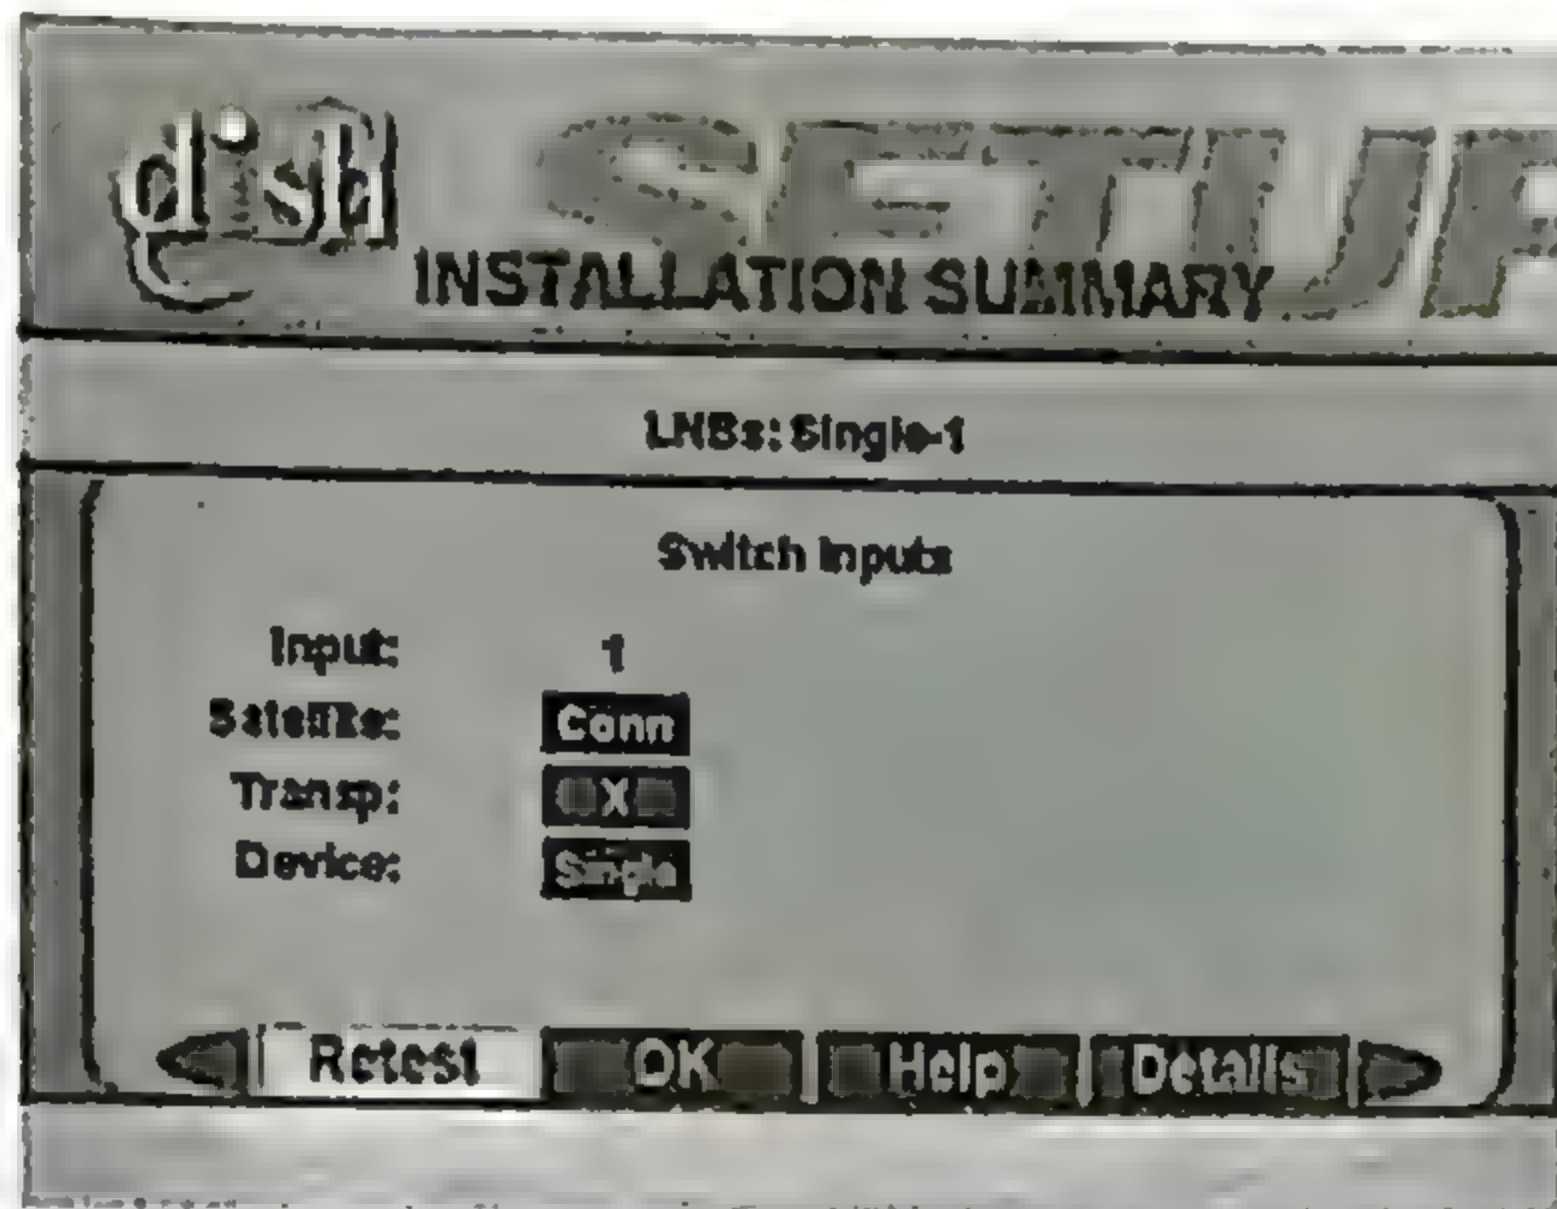 dish
SETUP
INSTALLATION SUMMARY
LNBs: Single-1
Switch Inputs
Input: 1
Satellite: Conn
Transp: X
Device: Single
Retest OK Help Details